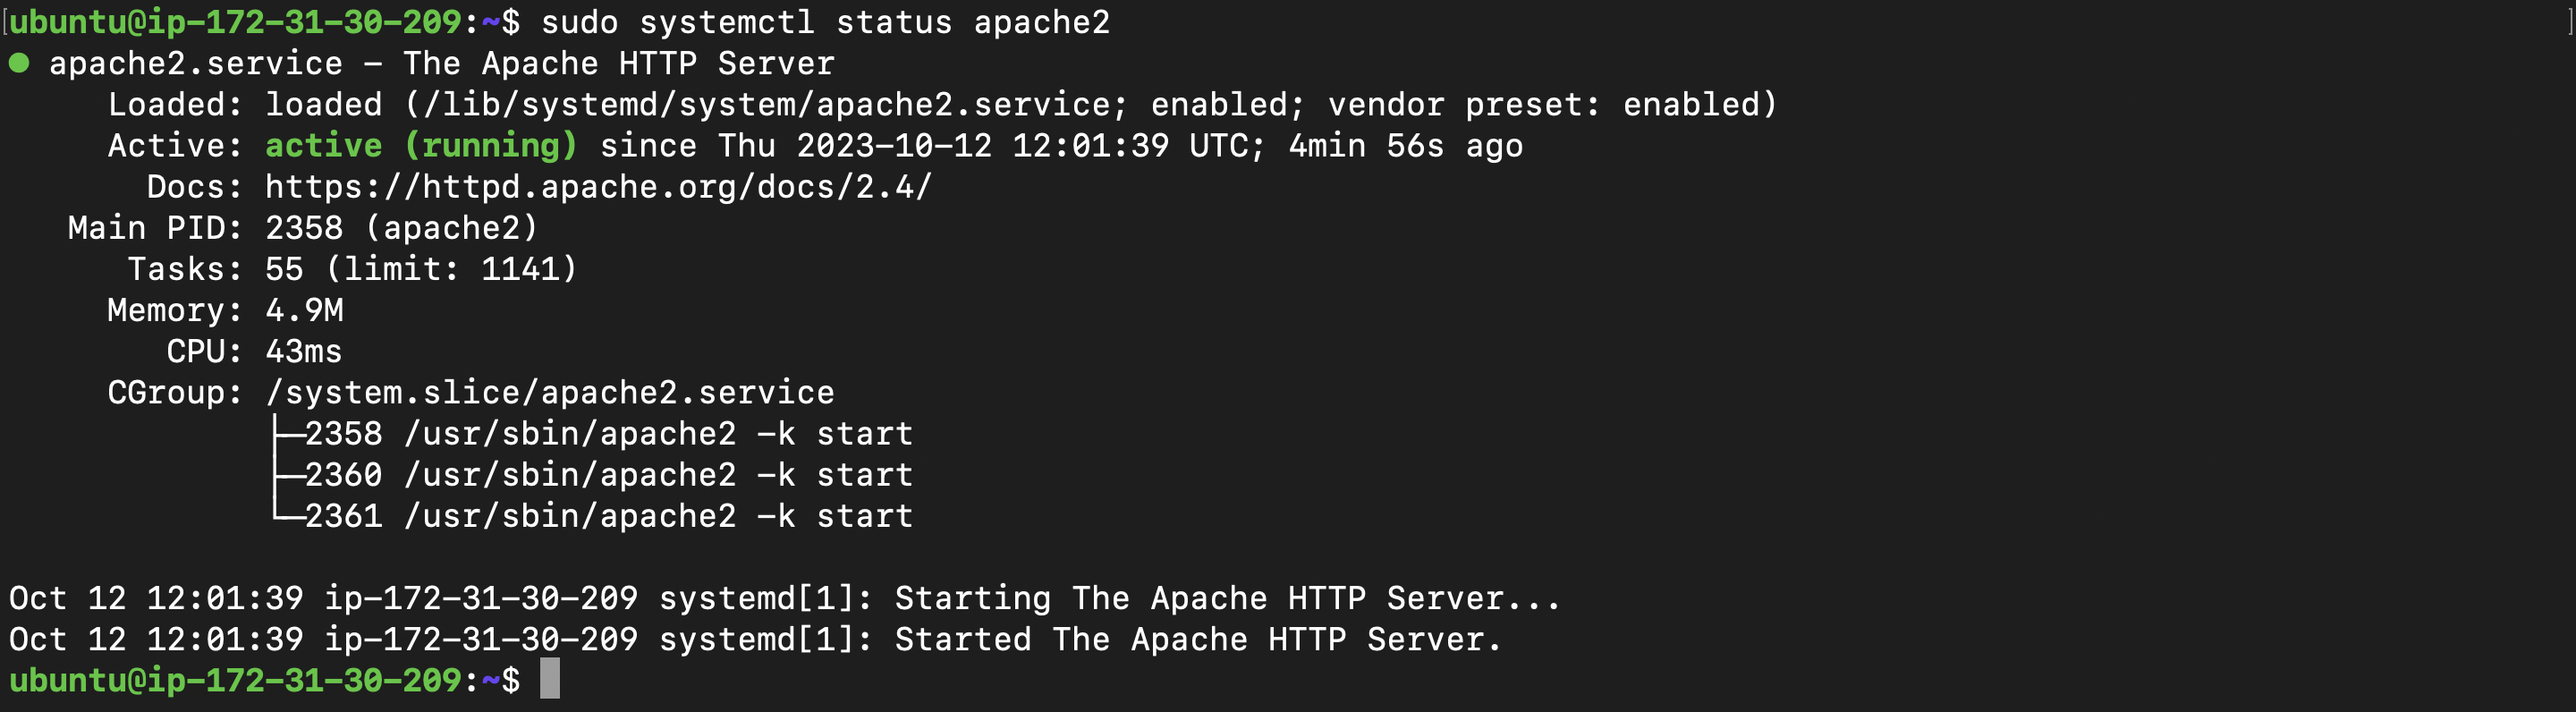 [ubuntu@ip-172-31-30-209:~$ sudo systemctl status apache2 ]
● apache2.service - The Apache HTTP Server
     Loaded: loaded (/lib/systemd/system/apache2.service; enabled; vendor preset: enabled)
     Active: active (running) since Thu 2023-10-12 12:01:39 UTC; 4min 56s ago
       Docs: https://httpd.apache.org/docs/2.4/
   Main PID: 2358 (apache2)
      Tasks: 55 (limit: 1141)
     Memory: 4.9M
        CPU: 43ms
     CGroup: /system.slice/apache2.service
             ├─2358 /usr/sbin/apache2 -k start
             ├─2360 /usr/sbin/apache2 -k start
             └─2361 /usr/sbin/apache2 -k start

Oct 12 12:01:39 ip-172-31-30-209 systemd[1]: Starting The Apache HTTP Server...
Oct 12 12:01:39 ip-172-31-30-209 systemd[1]: Started The Apache HTTP Server.
ubuntu@ip-172-31-30-209:~$